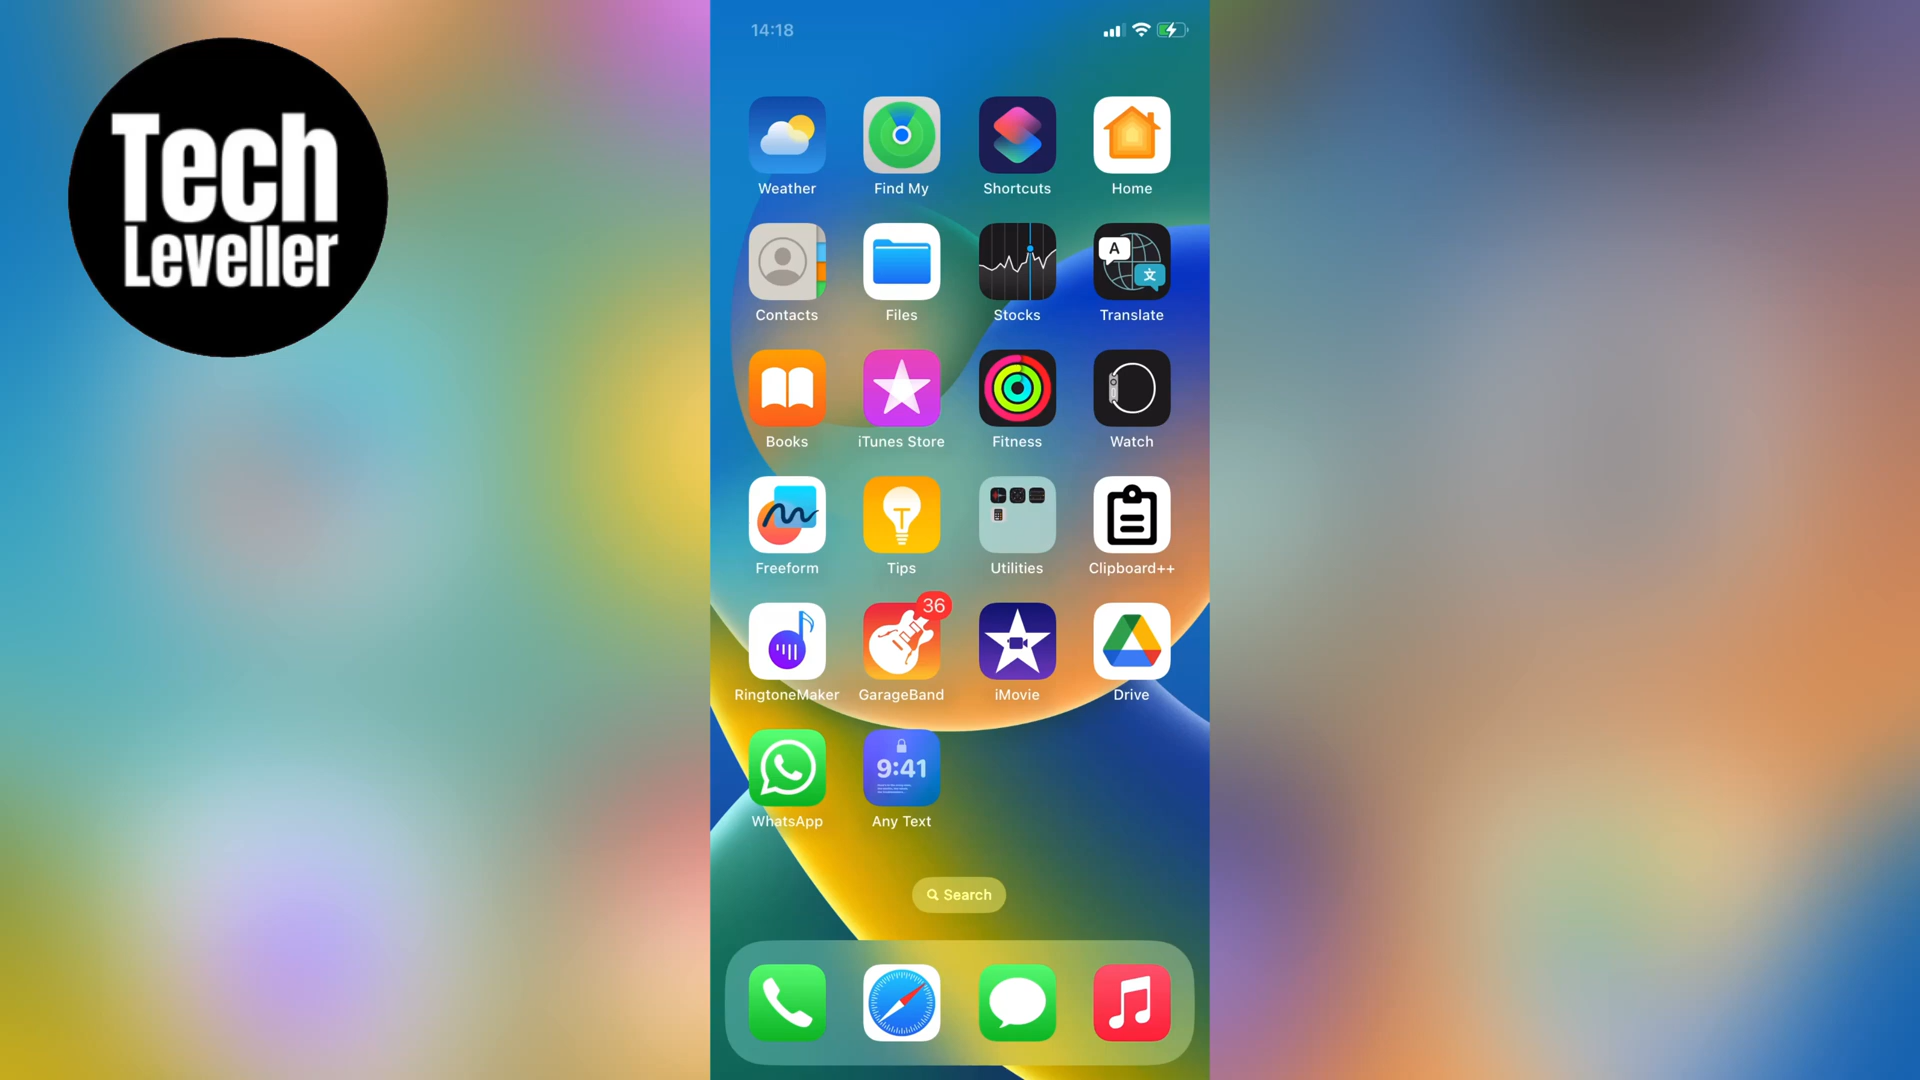 Tech
Leveller
14:18
Weather Find My Shortcuts Home
A 文
Contacts Files Stocks Translate
Books iTunes Store Fitness Watch
Freeform Tips Utilities Clipboard++
36
RingtoneMaker GarageBand iMovie Drive
9:41
WhatsApp Any Text
Search